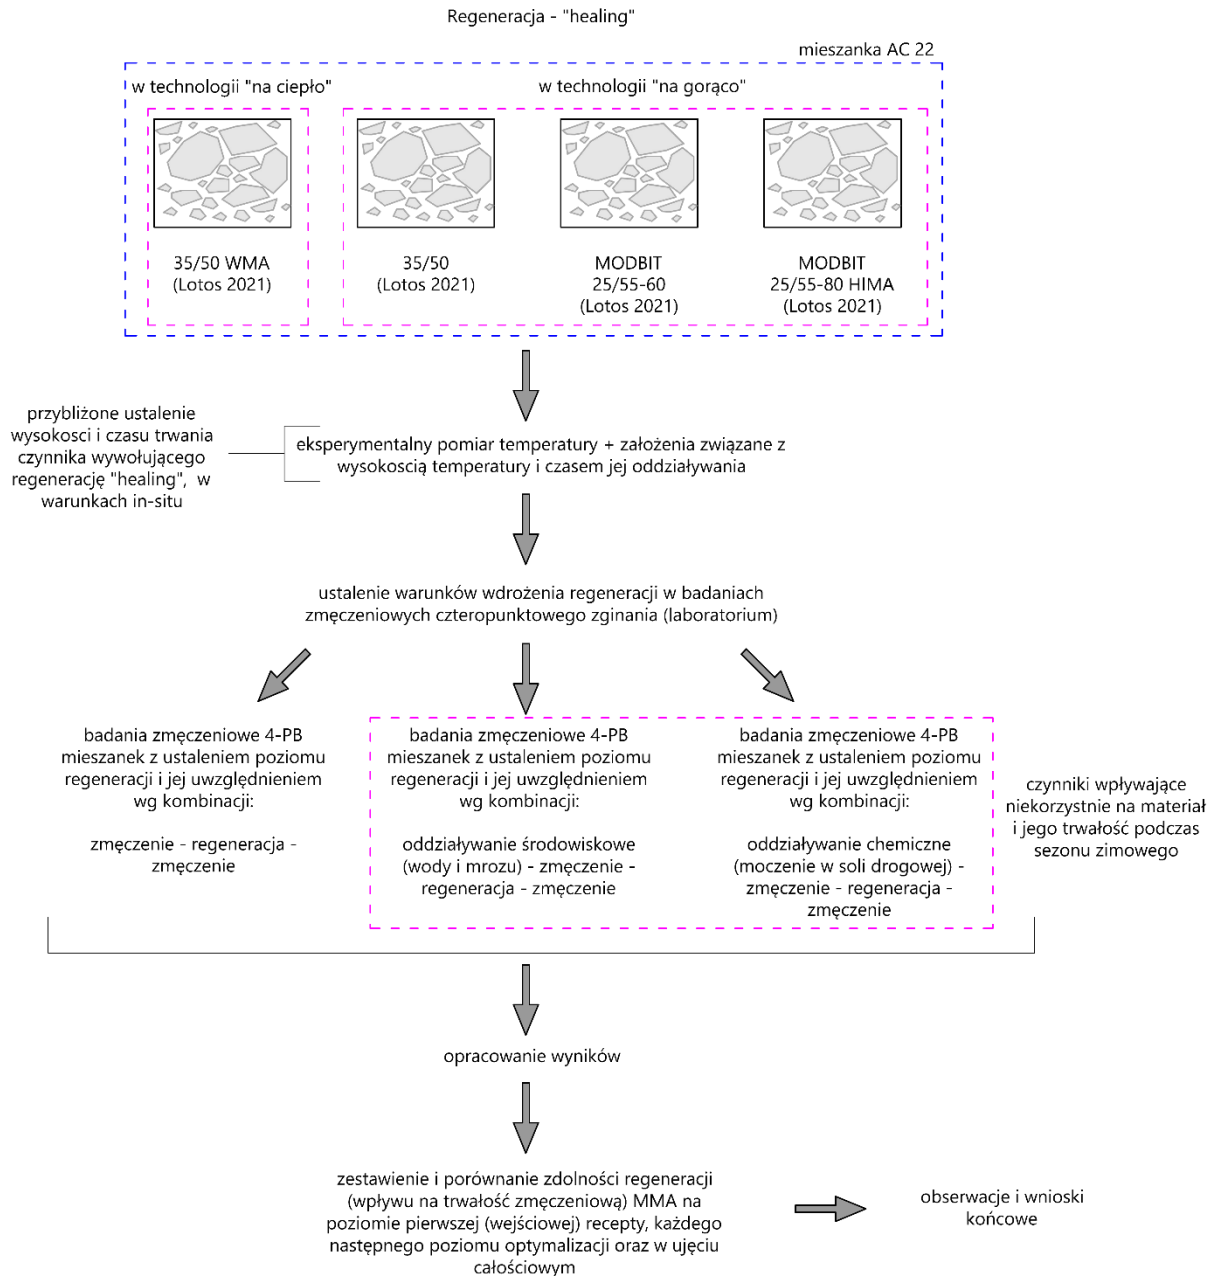 Regeneracja - "healing"
mieszanka AC 22
w technologii "na ciepło"
w technologii "na gorąco"
35/50 WMA
(Lotos 2021)
35/50
(Lotos 2021)
MODBIT
25/55-60
(Lotos 2021)
MODBIT
25/55-80 HIMA
(Lotos 2021)
przybliżone ustalenie
wysokosci i czasu trwania
czynnika wywołującego
regenerację "healing", w
warunkach in-situ
eksperymentalny pomiar temperatury + założenia związane z
wysokoscią temperatury i czasem jej oddziaływania
ustalenie warunków wdrożenia regeneracji w badaniach
zmęczeniowych czteropunktowego zginania (laboratorium)
badania zmęczeniowe 4-PB
mieszanek z ustaleniem poziomu
regeneracji i jej uwzględnieniem
wg kombinacji:
zmęczenie - regeneracja -
zmęczenie
badania zmęczeniowe 4-PB
mieszanek z ustaleniem poziomu
regeneracji i jej uwzględnieniem
wg kombinacji:
oddziaływanie środowiskowe
(wody i mrozu) - zmęczenie -
regeneracja - zmęczenie
badania zmęczeniowe 4-PB
mieszanek z ustaleniem poziomu
regeneracji i jej uwzględnieniem
wg kombinacji:
oddziaływanie chemiczne
(moczenie w soli drogowej) -
zmęczenie - regeneracja -
zmęczenie
czynniki wpływające
niekorzystnie na materiał
i jego trwałość podczas
sezonu zimowego
opracowanie wyników
zestawienie i porównanie zdolności regeneracji
(wpływu na trwałość zmęczeniową) MMA na
poziomie pierwszej (wejściowej) recepty, każdego
następnego poziomu optymalizacji oraz w ujęciu
całościowym
obserwacje i wnioski
końcowe